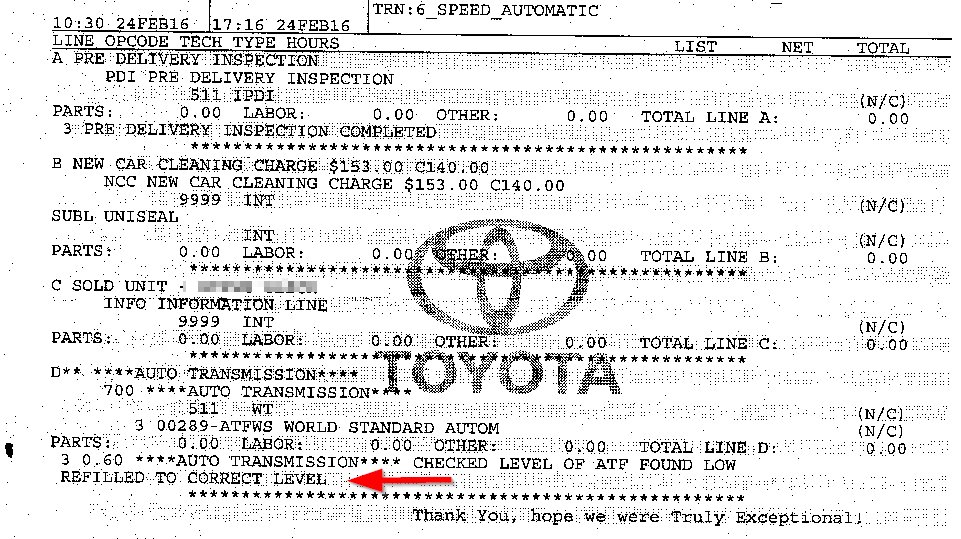 TRN:6_SPEED_AUTOMATIC
10:30 24FEB16 17:16 24FEB16
LINE OPCODE TECH TYPE HOURS LIST NET TOTAL
A PRE DELIVERY INSPECTION
PDI PRE DELIVERY INSPECTION
511 IPDI (N/C)
PARTS: 0.00 LABOR: 0.00 OTHER: 0.00 TOTAL LINE A: 0.00
3 PRE DELIVERY INSPECTION COMPLETED
****************************************************
B NEW CAR CLEANING CHARGE $153.00 C140.00
NCC NEW CAR CLEANING CHARGE $153.00 C140.00
9999 INT (N/C)
SUBL UNISEAL
INT (N/C)
PARTS: 0.00 LABOR: 0.00 OTHER: 0.00 TOTAL LINE B: 0.00
****************************************************
C SOLD UNIT -
INFO INFORMATION LINE
9999 INT (N/C)
PARTS: 0.00 LABOR: 0.00 OTHER: 0.00 TOTAL LINE C: 0.00
****************************************************
TOYOTA
D** ****AUTO TRANSMISSION****
700 ****AUTO TRANSMISSION****
511 WT (N/C)
3 00289-ATFWS WORLD STANDARD AUTOM (N/C)
PARTS: 0.00 LABOR: 0.00 OTHER: 0.00 TOTAL LINE D: 0.00
3 0.60 ****AUTO TRANSMISSION**** CHECKED LEVEL OF ATF FOUND LOW
REFILLED TO CORRECT LEVEL
****************************************************
Thank You, hope we were Truly Exceptional!